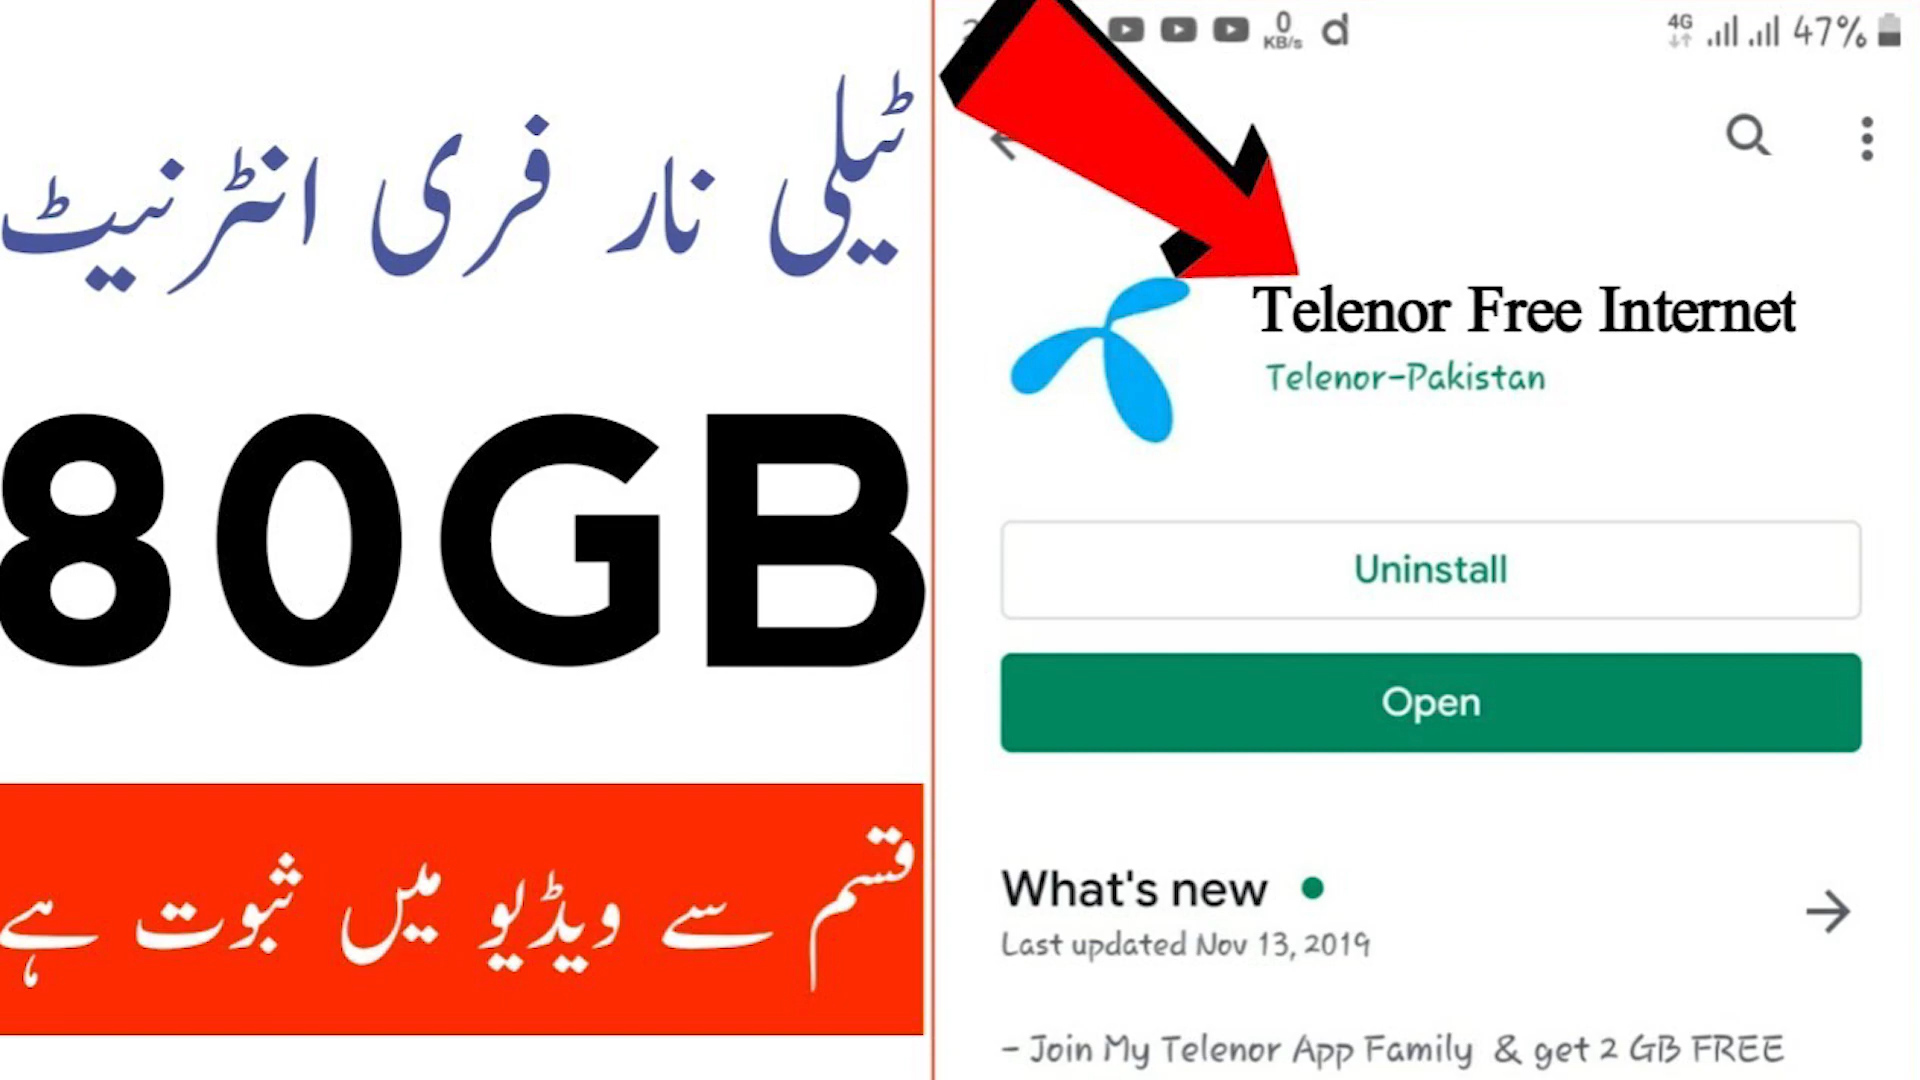 ٹیلی نار فری انٹرنیٹ
80GB
قسم سے ویڈیو میں ثبوت ہے
0 KB/s
4G 47%
Telenor Free Internet
Telenor-Pakistan
Uninstall
Open
What's new
Last updated Nov 13, 2019
- Join My Telenor App Family & get 2 GB FREE